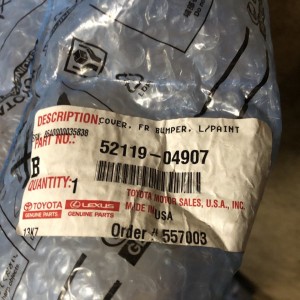 DESCRIPTION:
COVER, FR BUMPER, L/PAINT
PART NO.:
52119-04907
B
QUANTITY: 1
TOYOTA MOTOR SALES, U.S.A., INC.
TOYOTA LEXUS MADE IN
GENUINE PARTS GENUINE PARTS USA
Order # 557003
13K7